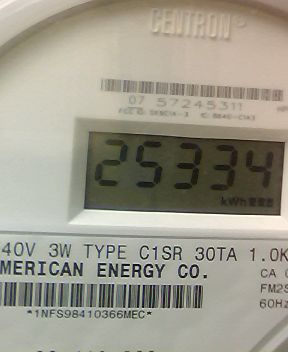 CENTRON®
07 57245311
25334
kWh
40V 3W TYPE C1SR 30TA 1.0K
MERICAN ENERGY CO.
CA
FM2S
60Hz
*1NFS98410366MEC*